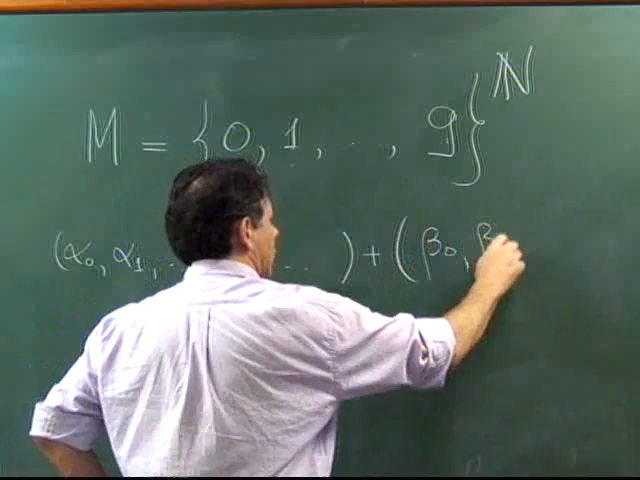 M = {0, 1, ..., 9}^ℕ
(α₀, α₁, ... ... ) + ( β₀, β